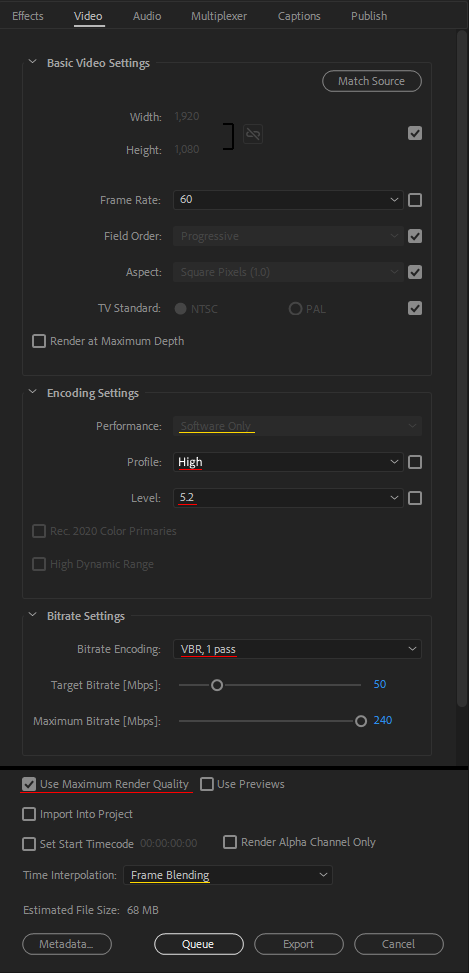 Effects Video Audio Multiplexer Captions Publish
Basic Video Settings
Match Source
Width: 1,920
Height: 1,080
Frame Rate: 60
Field Order: Progressive
Aspect: Square Pixels (1.0)
TV Standard: NTSC PAL
Render at Maximum Depth
Encoding Settings
Performance: Software Only
Profile: High
Level: 5.2
Rec. 2020 Color Primaries
High Dynamic Range
Bitrate Settings
Bitrate Encoding: VBR, 1 pass
Target Bitrate [Mbps]: 50
Maximum Bitrate [Mbps]: 240
Use Maximum Render Quality Use Previews
Import Into Project
Set Start Timecode 00:00:00:00 Render Alpha Channel Only
Time Interpolation: Frame Blending
Estimated File Size: 68 MB
Metadata... Queue Export Cancel